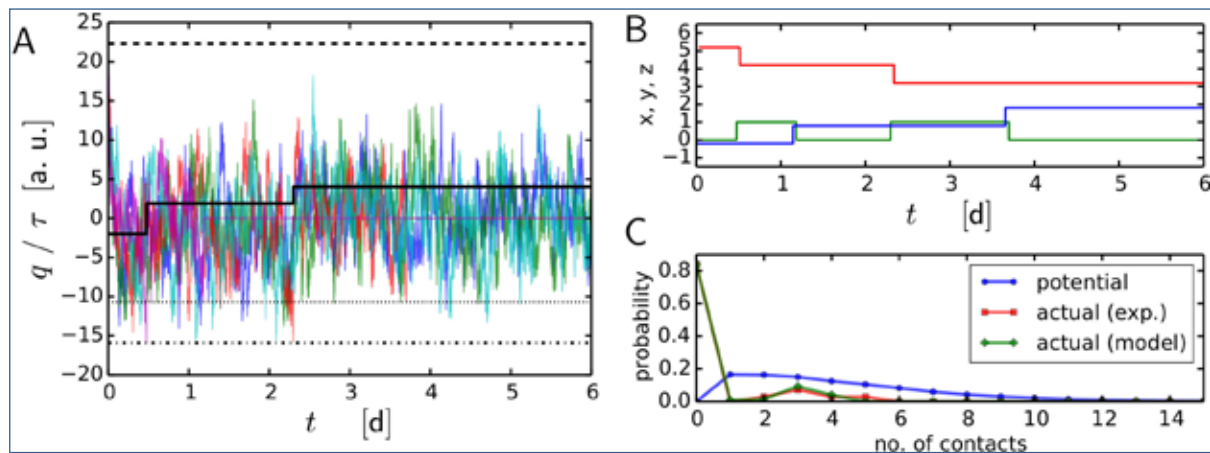 A
q / τ [a. u.]
25
20
15
10
5
0
−5
−10
−15
−20
0 1 2 3 4 5 6
t [d]
B
x, y, z
6
5
4
3
2
1
0
−1
0 1 2 3 4 5 6
t [d]
C
probability
0.8
0.6
0.4
0.2
0.0
potential
actual (exp.)
actual (model)
0 2 4 6 8 10 12 14
no. of contacts